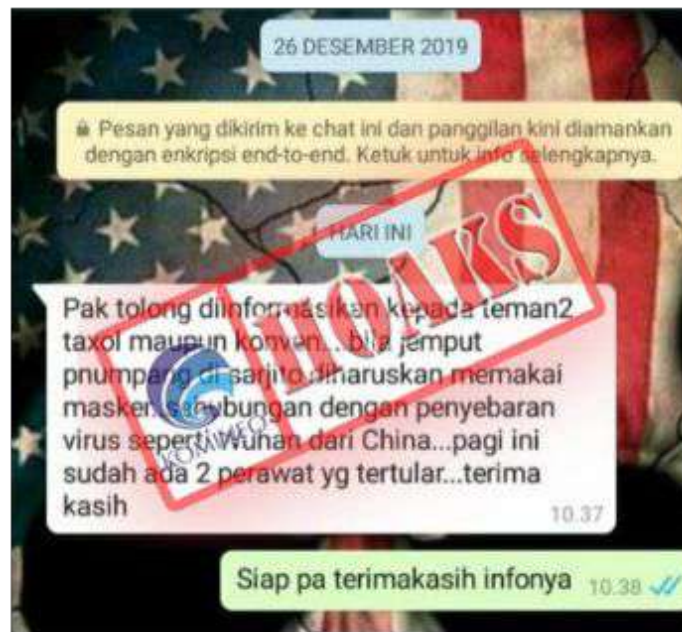 26 DESEMBER 2019
Pesan yang dikirim ke chat ini dan panggilan kini diamankan
dengan enkripsi end-to-end. Ketuk untuk info selengkapnya.
HARI INI
HOAKS
KOMINFO
Pak tolong diinformasikan kepada teman2
taxol maupun konven....bila jemput
pnumpang di sarjito diharuskan memakai
masker..sehubungan dengan penyebaran
virus seperti Wuhan dari China...pagi ini
sudah ada 2 perawat yg tertular...terima
kasih
10.37
Siap pa terimakasih infonya 10.38